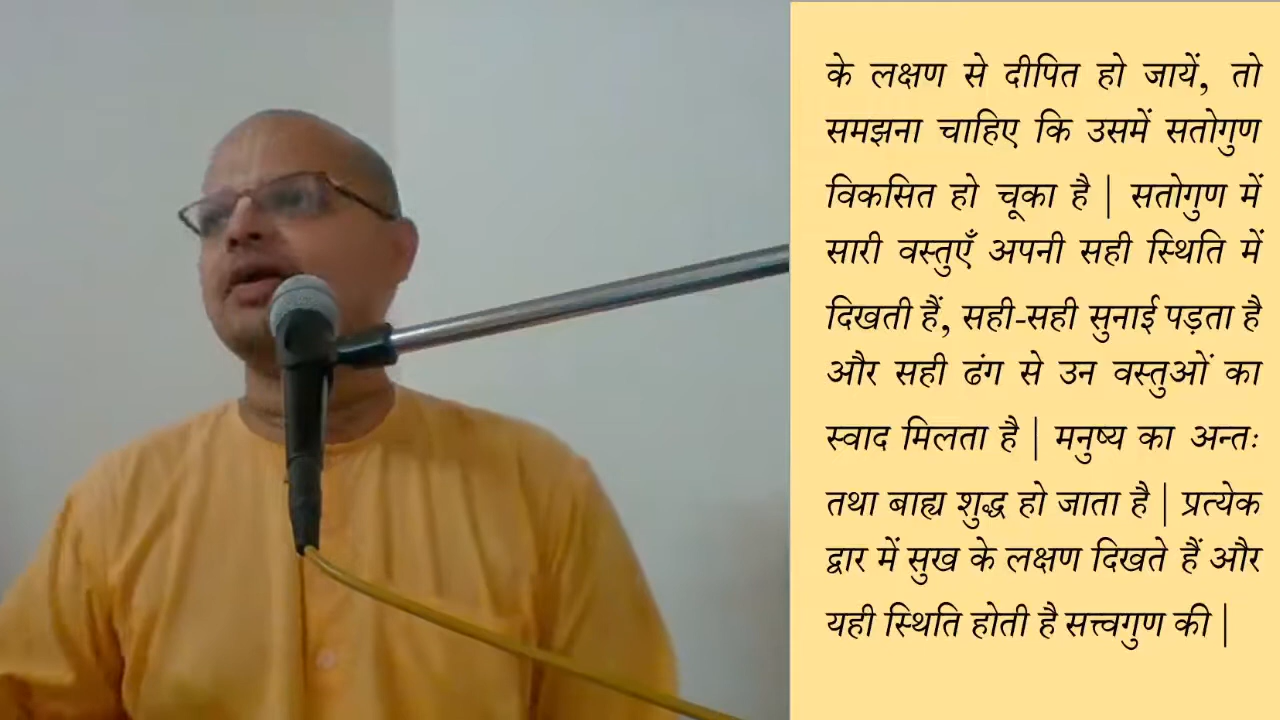 के लक्षण से दीपित हो जायें, तो
समझना चाहिए कि उसमें सतोगुण
विकसित हो चूका है | सतोगुण में
सारी वस्तुएँ अपनी सही स्थिति में
दिखती हैं, सही-सही सुनाई पड़ता है
और सही ढंग से उन वस्तुओं का
स्वाद मिलता है | मनुष्य का अन्तः
तथा बाह्य शुद्ध हो जाता है | प्रत्येक
द्वार में सुख के लक्षण दिखते हैं और
यही स्थिति होती है सत्त्वगुण की |